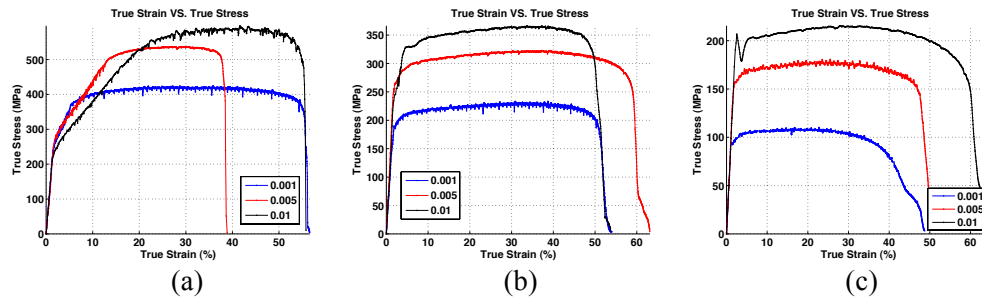 True Strain VS. True Stress
True Stress (MPa)
500
400
300
200
100
0
0 10 20 30 40 50
True Strain (%)
0.001
0.005
0.01
(a)
True Strain VS. True Stress
True Stress (MPa)
350
300
250
200
150
100
50
0
0 10 20 30 40 50 60
True Strain (%)
0.001
0.005
0.01
(b)
True Strain VS. True Stress
True Stress (MPa)
200
150
100
50
0
0 10 20 30 40 50 60
True Strain (%)
0.001
0.005
0.01
(c)